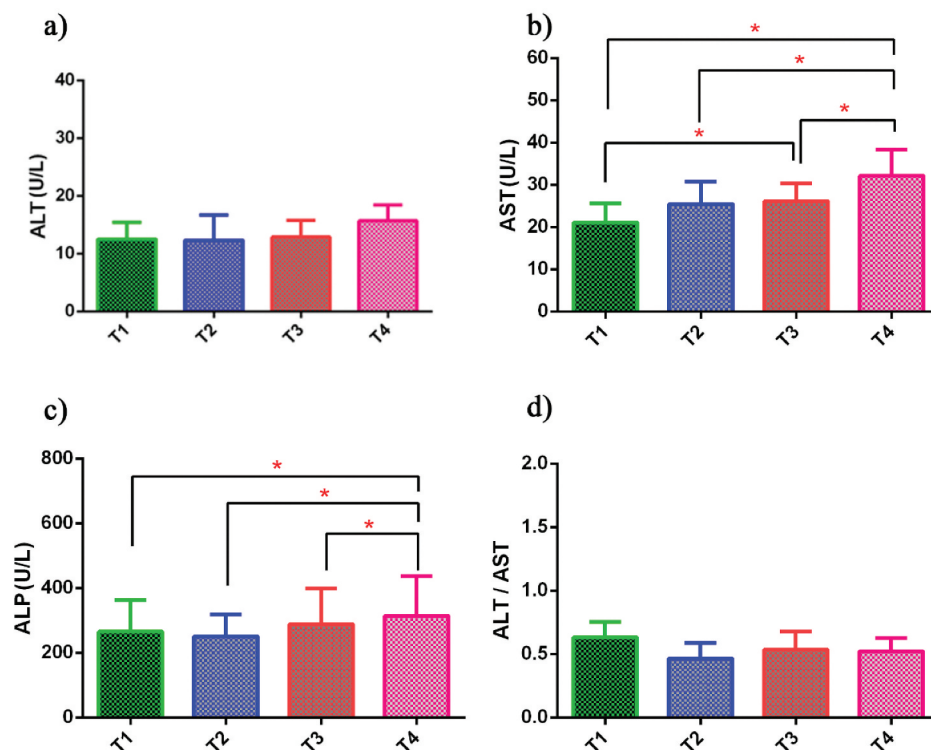 a)
ALT (U/L)
40
30
20
10
0
T1 T2 T3 T4
b)
AST (U/L)
60
50
40
30
20
10
0
* * * *
T1 T2 T3 T4
c)
ALP (U/L)
800
600
400
200
0
* * *
T1 T2 T3 T4
d)
ALT / AST
2.0
1.5
1.0
0.5
0.0
T1 T2 T3 T4